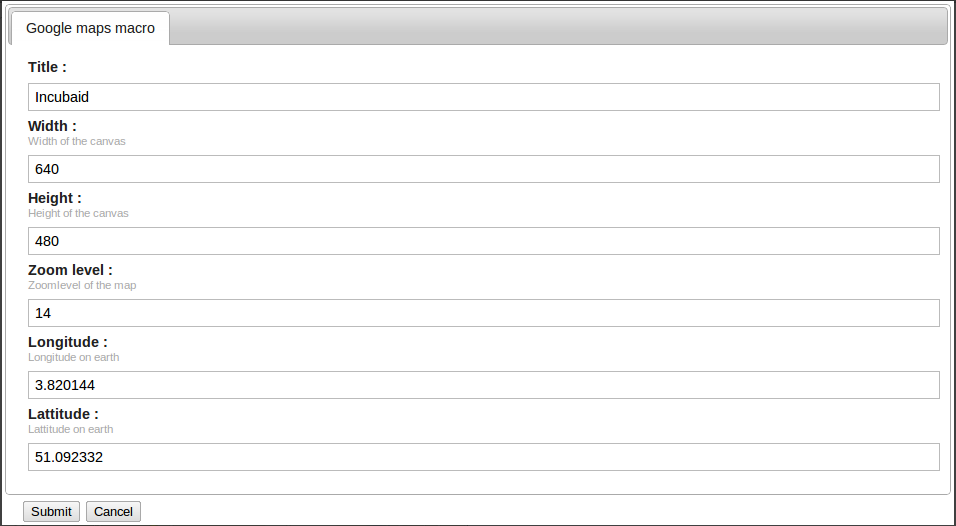 Google maps macro
Title :
Incubaid
Width :
Width of the canvas
640
Height :
Height of the canvas
480
Zoom level :
Zoomlevel of the map
14
Longitude :
Longitude on earth
3.820144
Lattitude :
Lattitude on earth
51.092332
Submit Cancel